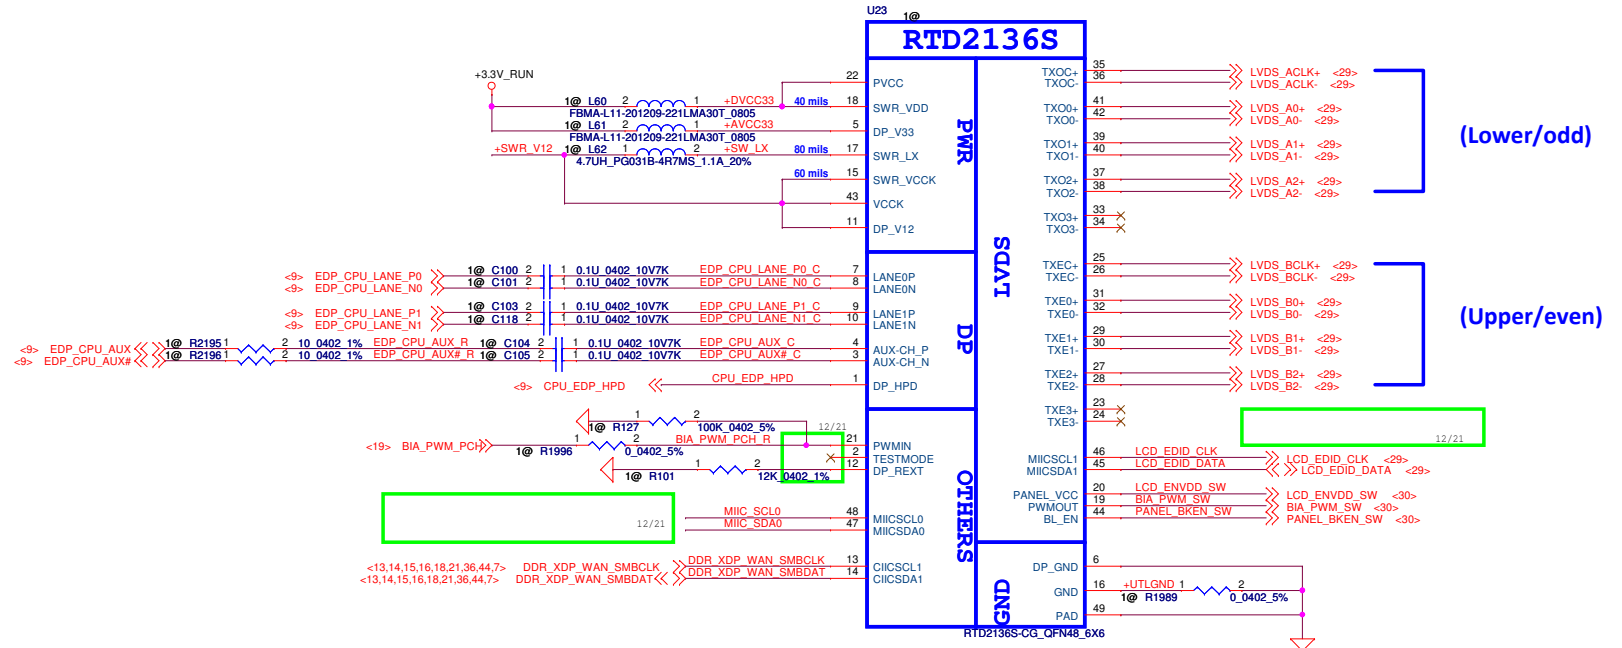 U23
1@
RTD2136S
+3.3V_RUN
1@ L60 2 1 +DVCC33 40 mils
FBMA-L11-201209-221LMA30T_0805
1@ L61 2 1 +AVCC33
FBMA-L11-201209-221LMA30T_0805
+SWR_V12 1@ L62 1 2 +SW_LX 80 mils
4.7UH_PG031B-4R7MS_1.1A_20%
60 mils
22 PVCC
18 SWR_VDD
5 DP_V33
17 SWR_LX
15 SWR_VCCK
43 VCCK
11 DP_V12
PWR
<9> EDP_CPU_LANE_P0 1@ C100 2 1 0.1U_0402_10V7K EDP_CPU_LANE_P0_C 7 LANE0P
<9> EDP_CPU_LANE_N0 1@ C101 2 1 0.1U_0402_10V7K EDP_CPU_LANE_N0_C 8 LANE0N
<9> EDP_CPU_LANE_P1 1@ C103 2 1 0.1U_0402_10V7K EDP_CPU_LANE_P1_C 9 LANE1P
<9> EDP_CPU_LANE_N1 1@ C118 2 1 0.1U_0402_10V7K EDP_CPU_LANE_N1_C 10 LANE1N
<9> EDP_CPU_AUX 1@ R2195 1 2 10_0402_1% EDP_CPU_AUX_R 1@ C104 2 1 0.1U_0402_10V7K EDP_CPU_AUX_C 4 AUX-CH_P
<9> EDP_CPU_AUX# 1@ R2196 1 2 10_0402_1% EDP_CPU_AUX#_R 1@ C105 2 1 0.1U_0402_10V7K EDP_CPU_AUX#_C 3 AUX-CH_N
<9> CPU_EDP_HPD CPU_EDP_HPD 1 DP_HPD
DP
1@ R127 1 2 100K_0402_5% 12/21
<19> BIA_PWM_PCH 1@ R1996 1 2 0_0402_5% BIA_PWM_PCH_R 21 PWMIN
2 TESTMODE
1@ R101 1 2 12K_0402_1% 12 DP_REXT
12/21
MIIC_SCL0 48 MIICSCL0
MIIC_SDA0 47 MIICSDA0
<13,14,15,16,18,21,36,44,7> DDR_XDP_WAN_SMBCLK DDR_XDP_WAN_SMBCLK 13 CIICSCL1
<13,14,15,16,18,21,36,44,7> DDR_XDP_WAN_SMBDAT DDR_XDP_WAN_SMBDAT 14 CIICSDA1
OTHERS
LVDS
TXOC+ 35 LVDS_ACLK+ <29>
TXOC- 36 LVDS_ACLK- <29>
TXO0+ 41 LVDS_A0+ <29>
TXO0- 42 LVDS_A0- <29>
TXO1+ 39 LVDS_A1+ <29>
TXO1- 40 LVDS_A1- <29>
TXO2+ 37 LVDS_A2+ <29>
TXO2- 38 LVDS_A2- <29>
(Lower/odd)
TXO3+ 33
TXO3- 34
TXEC+ 25 LVDS_BCLK+ <29>
TXEC- 26 LVDS_BCLK- <29>
TXE0+ 31 LVDS_B0+ <29>
TXE0- 32 LVDS_B0- <29>
TXE1+ 29 LVDS_B1+ <29>
TXE1- 30 LVDS_B1- <29>
TXE2+ 27 LVDS_B2+ <29>
TXE2- 28 LVDS_B2- <29>
(Upper/even)
TXE3+ 23
TXE3- 24
12/21
MIICSCL1 46 LCD_EDID_CLK LCD_EDID_CLK <29>
MIICSDA1 45 LCD_EDID_DATA LCD_EDID_DATA <29>
PANEL_VCC 20 LCD_ENVDD_SW LCD_ENVDD_SW <30>
PWMOUT 19 BIA_PWM_SW BIA_PWM_SW <30>
BL_EN 44 PANEL_BKEN_SW PANEL_BKEN_SW <30>
GND
DP_GND 6
GND 16 +UTLGND 1 2
1@ R1989 0_0402_5%
PAD 49
RTD2136S-CG_QFN48_6X6